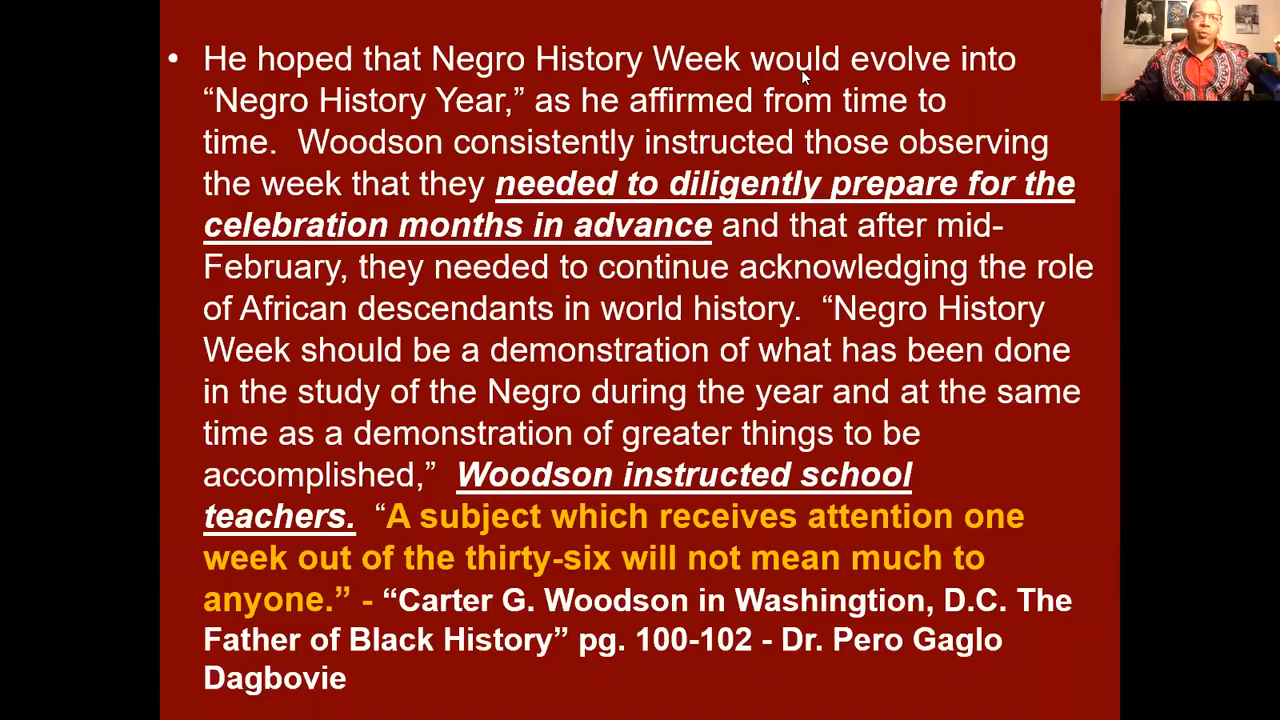 • He hoped that Negro History Week would evolve into
“Negro History Year,” as he affirmed from time to
time.  Woodson consistently instructed those observing
the week that they needed to diligently prepare for the
celebration months in advance and that after mid-
February, they needed to continue acknowledging the role
of African descendants in world history.  “Negro History
Week should be a demonstration of what has been done
in the study of the Negro during the year and at the same
time as a demonstration of greater things to be
accomplished,”  Woodson instructed school
teachers.  “A subject which receives attention one
week out of the thirty-six will not mean much to
anyone.” - “Carter G. Woodson in Washingtion, D.C. The
Father of Black History” pg. 100-102 - Dr. Pero Gaglo
Dagbovie